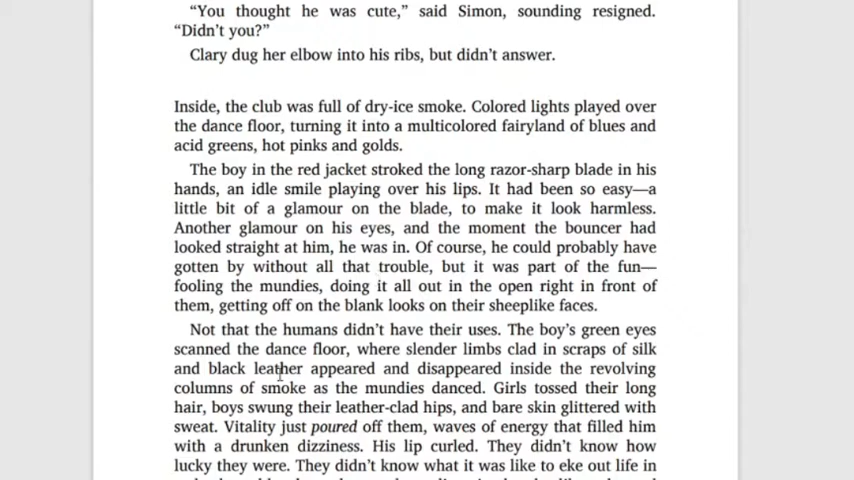 “You thought he was cute,” said Simon, sounding resigned.
“Didn’t you?”
Clary dug her elbow into his ribs, but didn’t answer.
Inside, the club was full of dry-ice smoke. Colored lights played over
the dance floor, turning it into a multicolored fairyland of blues and
acid greens, hot pinks and golds.
The boy in the red jacket stroked the long razor-sharp blade in his
hands, an idle smile playing over his lips. It had been so easy—a
little bit of a glamour on the blade, to make it look harmless.
Another glamour on his eyes, and the moment the bouncer had
looked straight at him, he was in. Of course, he could probably have
gotten by without all that trouble, but it was part of the fun—
fooling the mundies, doing it all out in the open right in front of
them, getting off on the blank looks on their sheeplike faces.
Not that the humans didn’t have their uses. The boy’s green eyes
scanned the dance floor, where slender limbs clad in scraps of silk
and black leather appeared and disappeared inside the revolving
columns of smoke as the mundies danced. Girls tossed their long
hair, boys swung their leather-clad hips, and bare skin glittered with
sweat. Vitality just poured off them, waves of energy that filled him
with a drunken dizziness. His lip curled. They didn’t know how
lucky they were. They didn’t know what it was like to eke out life in